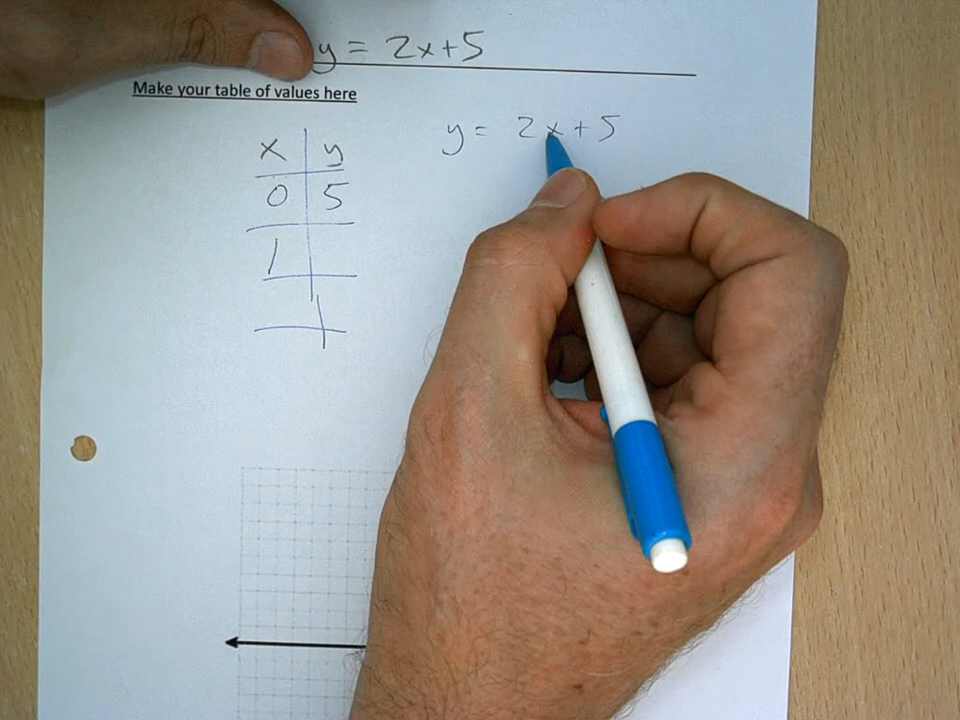 y = 2x+5
Make your table of values here
x y
y = 2x+5
0 5
1